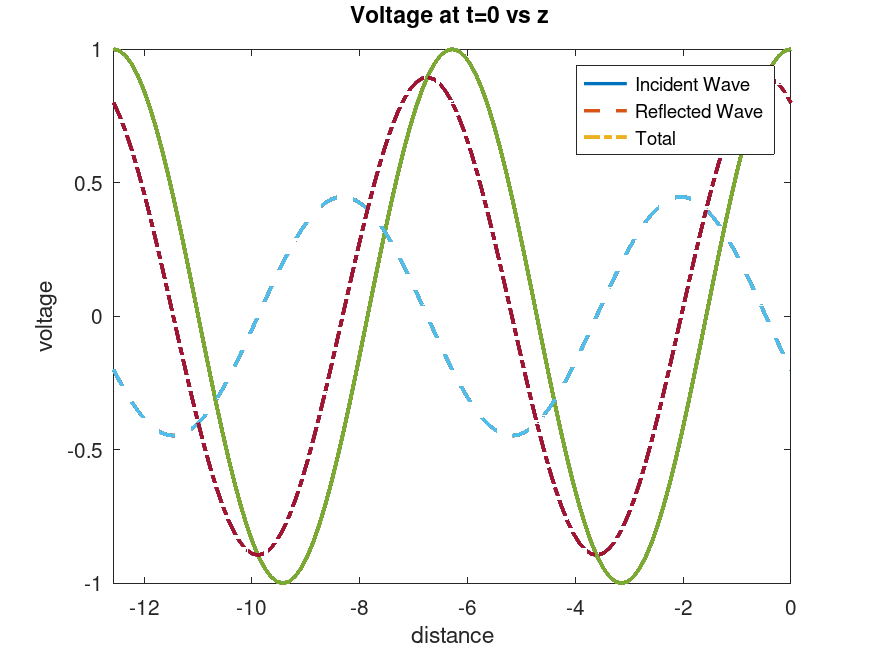 Voltage at t=0 vs z
1
0.5
0
-0.5
-1
voltage
Incident Wave
Reflected Wave
Total
-12
-10
-8
-6
-4
-2
0
distance